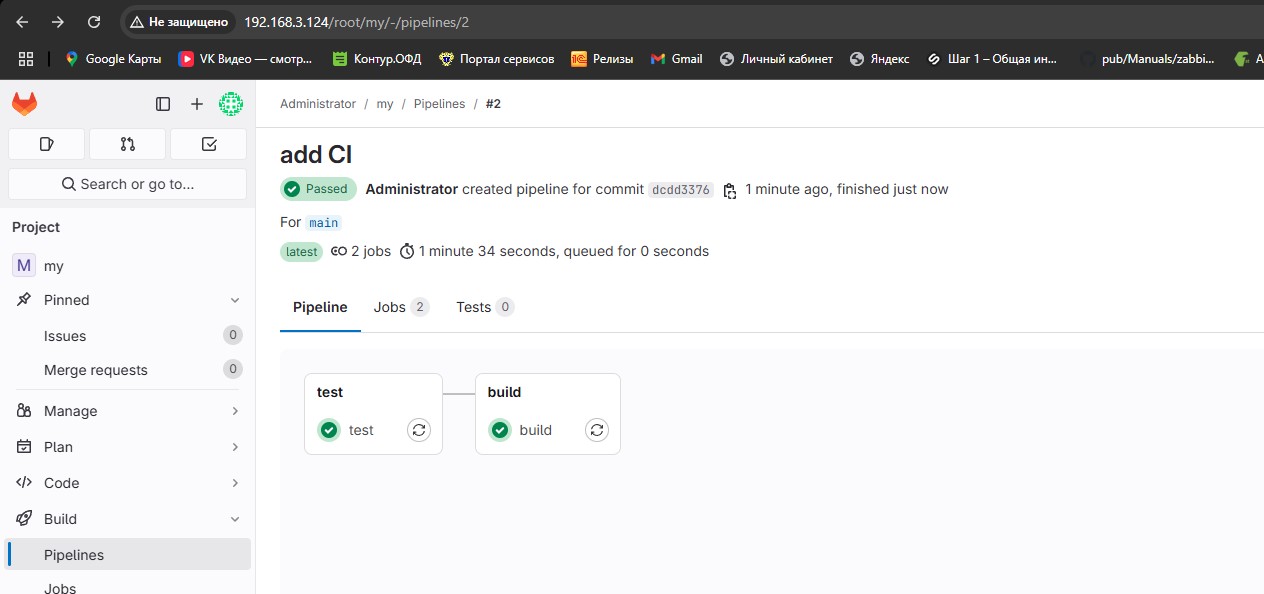 Не защищено 192.168.3.124/root/my/-/pipelines/2
Google Карты VK Видео — смотр... Контур.ОФД Портал сервисов Релизы Gmail Личный кабинет Яндекс Шаг 1 – Общая ин... pub/Manuals/zabbi... А
Administrator / my / Pipelines / #2
Search or go to...
Project
M my
Pinned
Issues 0
Merge requests 0
Manage
Plan
Code
Build
Pipelines
Jobs
add CI
Passed Administrator created pipeline for commit dcdd3376 1 minute ago, finished just now
For main
latest 2 jobs 1 minute 34 seconds, queued for 0 seconds
Pipeline Jobs 2 Tests 0
test build
test build